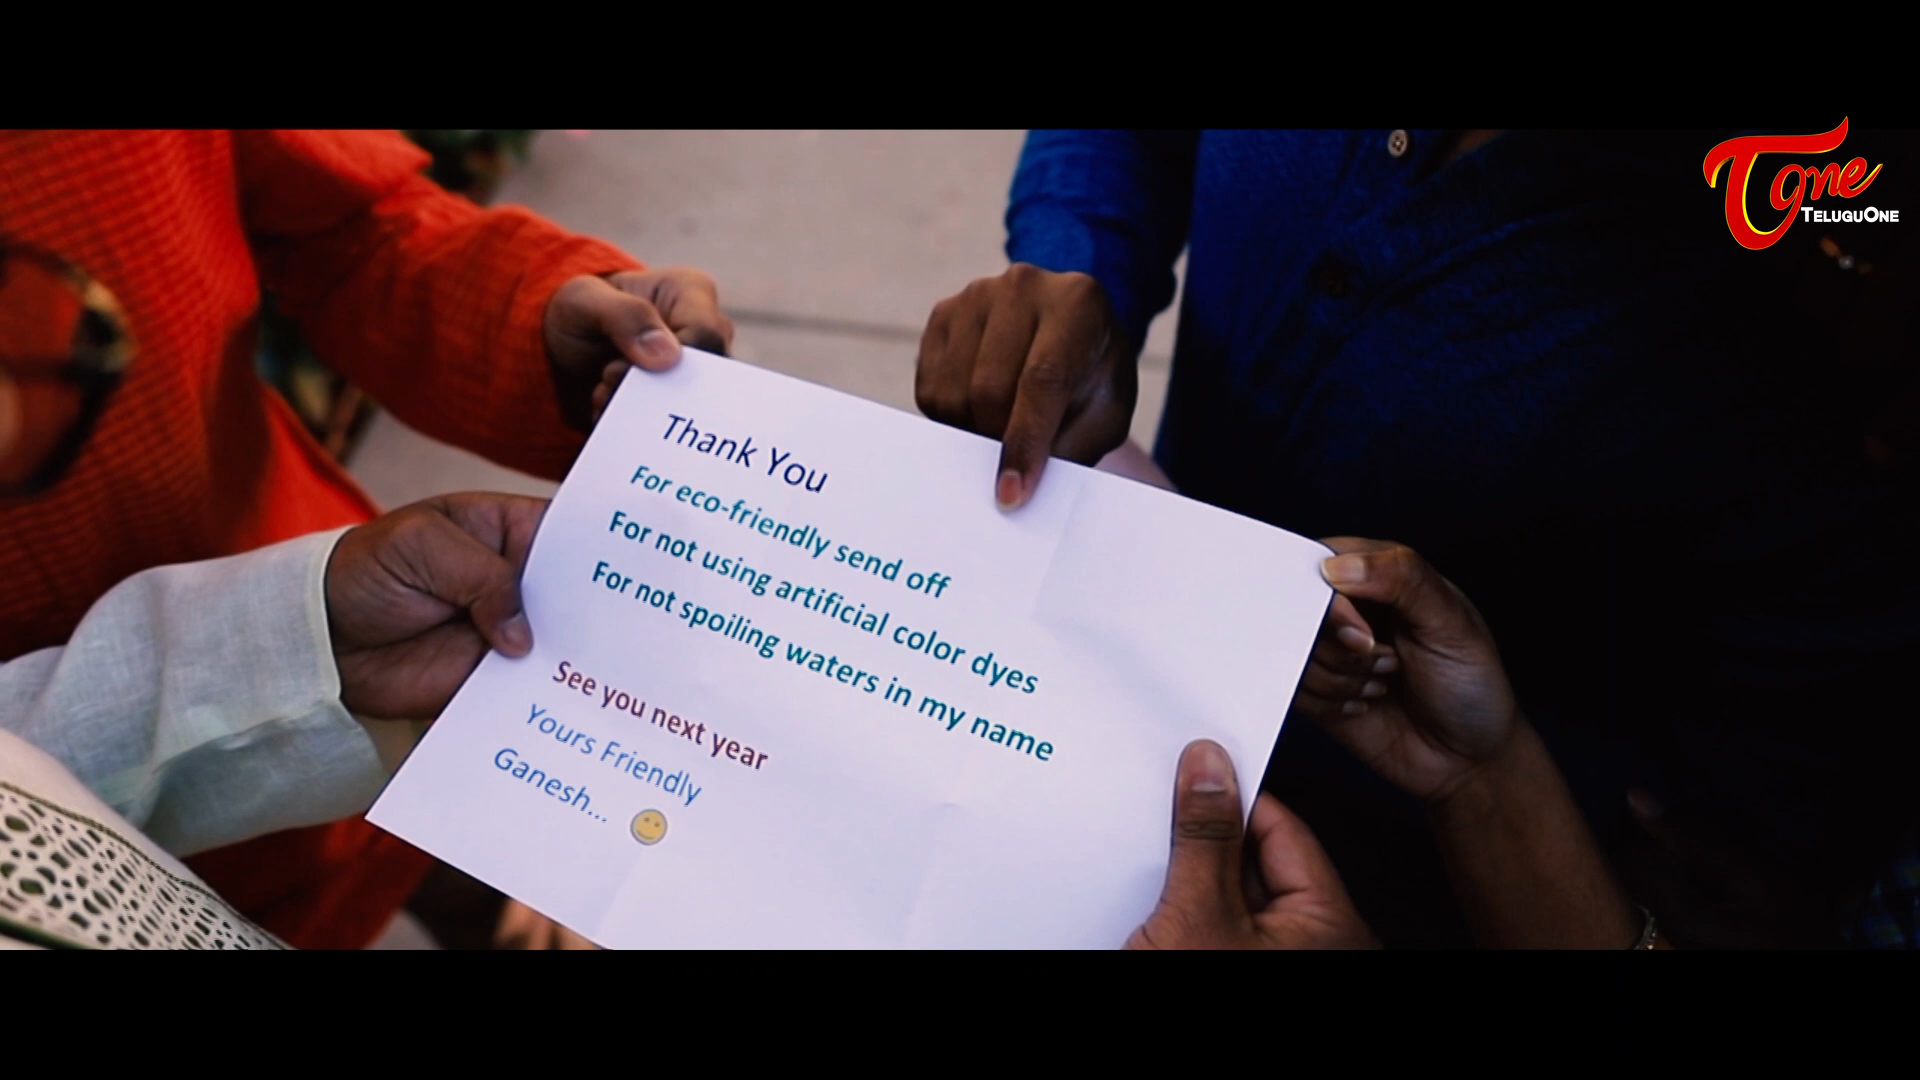 Tone
TeluguOne
Thank You
For eco-friendly send off
For not using artificial color dyes
For not spoiling waters in my name
See you next year
Yours Friendly
Ganesh...